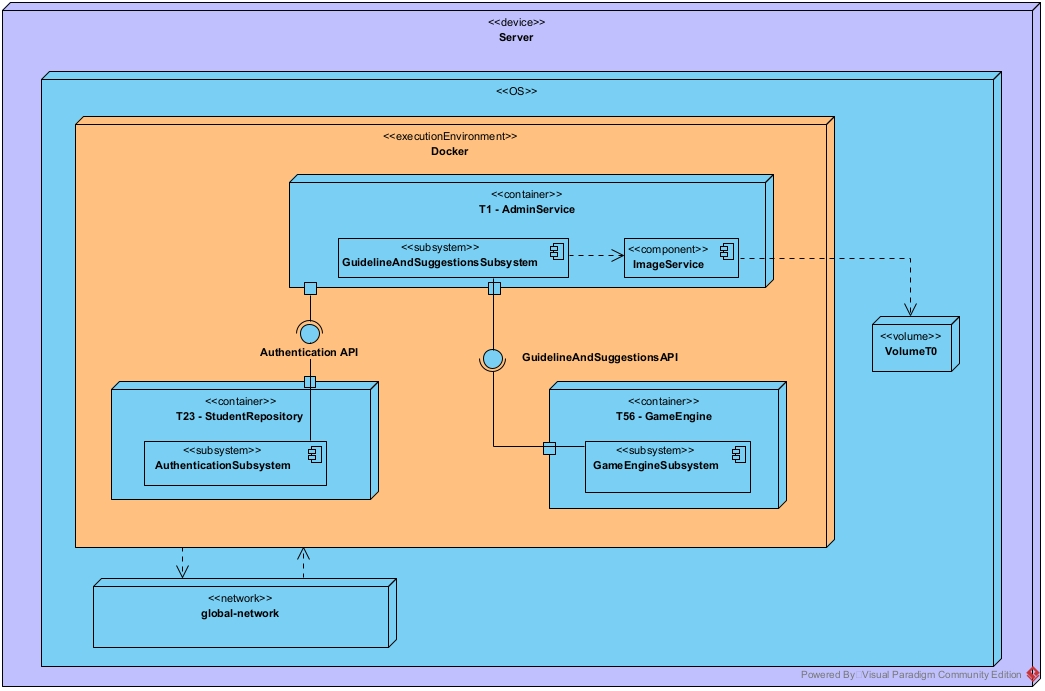 <<device>>
Server
<<OS>>
<<executionEnvironment>>
Docker
<<container>>
T1 - AdminService
<<subsystem>>
GuidelineAndSuggestionsSubsystem
<<component>>
ImageService
<<volume>>
VolumeT0
Authentication API
GuidelineAndSuggestionsAPI
<<container>>
T23 - StudentRepository
<<subsystem>>
AuthenticationSubsystem
<<container>>
T56 - GameEngine
<<subsystem>>
GameEngineSubsystem
<<network>>
global-network
Powered By Visual Paradigm Community Edition